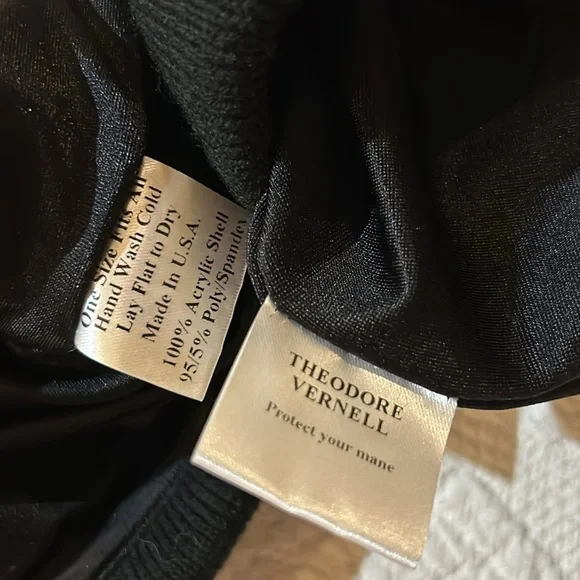 One Size Fits All
Hand Wash Cold
Lay Flat to Dry
Made In U.S.A.
100% Acrylic Shell
95/5% Poly/Spandex
THEODORE
VERNELL
Protect your mane